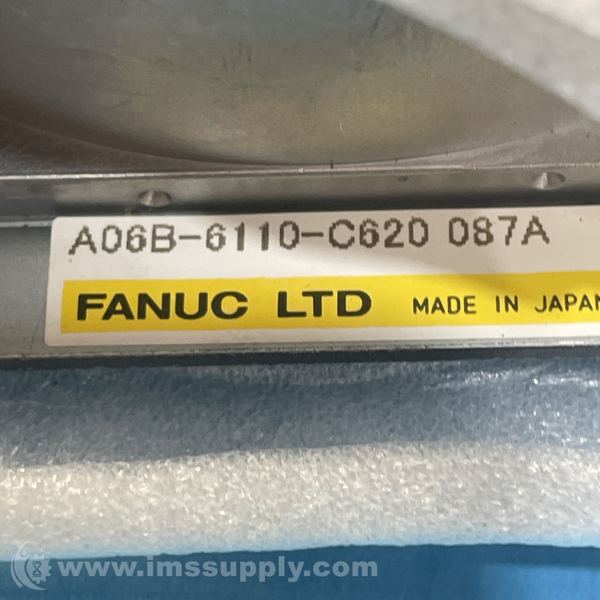 A06B-6110-C620 087A
FANUC LTD MADE IN JAPAN
www.imssupply.com